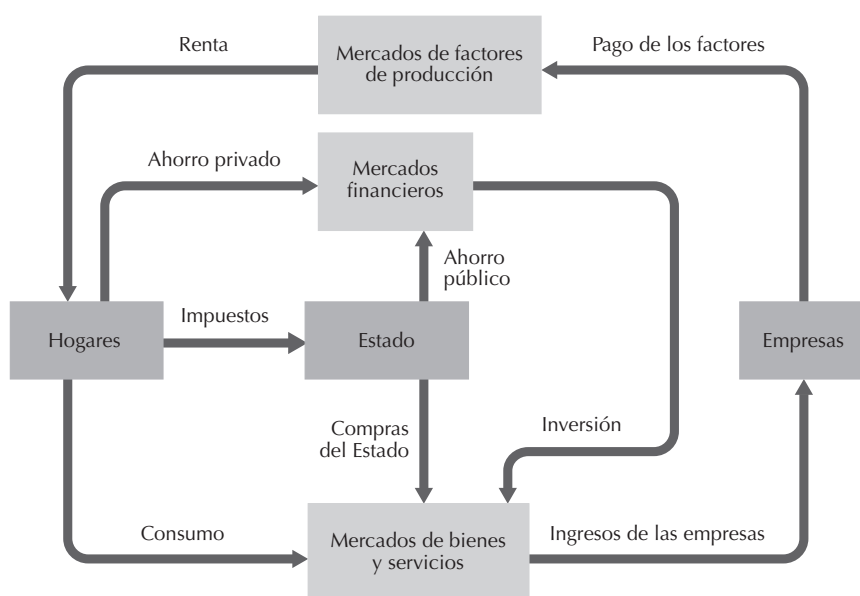 Renta
Mercados de factores
de producción
Pago de los factores
Ahorro privado
Mercados
financieros
Ahorro
público
Hogares
Impuestos
Estado
Empresas
Compras
del Estado
Inversión
Consumo
Mercados de bienes
y servicios
Ingresos de las empresas